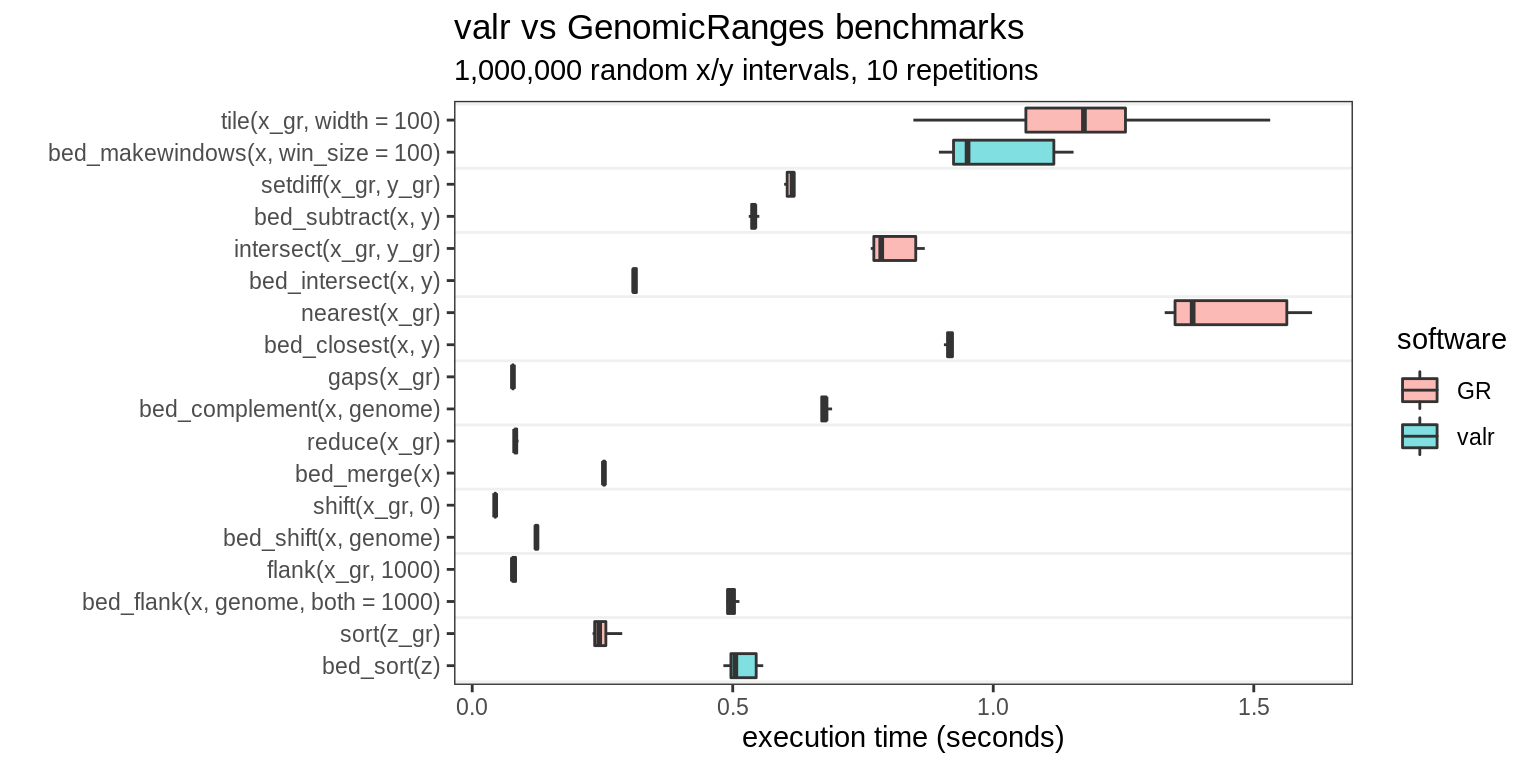 valr vs GenomicRanges benchmarks
1,000,000 random x/y intervals, 10 repetitions
tile(x_gr, width = 100)
bed_makewindows(x, win_size = 100)
setdiff(x_gr, y_gr)
bed_subtract(x, y)
intersect(x_gr, y_gr)
bed_intersect(x, y)
nearest(x_gr)
bed_closest(x, y)
gaps(x_gr)
bed_complement(x, genome)
reduce(x_gr)
bed_merge(x)
shift(x_gr, 0)
bed_shift(x, genome)
flank(x_gr, 1000)
bed_flank(x, genome, both = 1000)
sort(z_gr)
bed_sort(z)
0.0 0.5 1.0 1.5
execution time (seconds)
software
GR
valr